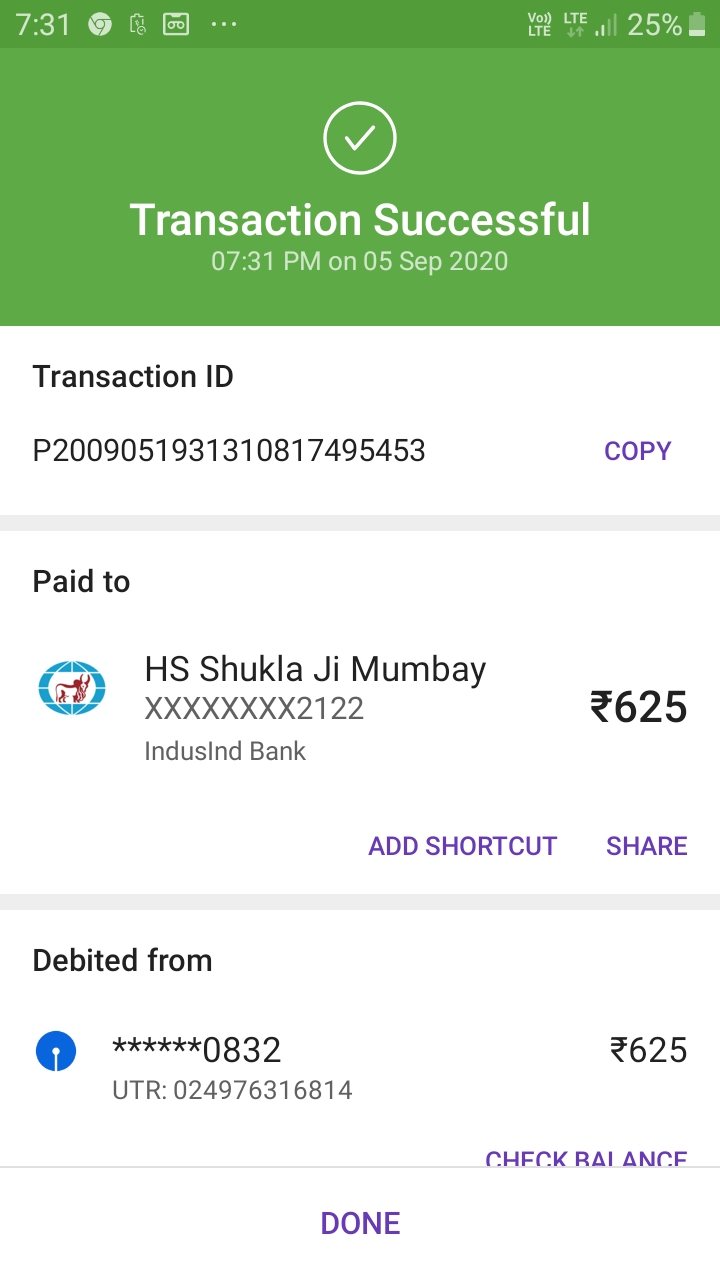 7:31 ... Vo)) LTE LTE 25%
Transaction Successful
07:31 PM on 05 Sep 2020
Transaction ID
P2009051931310817495453 COPY
Paid to
HS Shukla Ji Mumbay
XXXXXXXX2122 ₹625
IndusInd Bank
ADD SHORTCUT SHARE
Debited from
******0832 ₹625
UTR: 024976316814
CHECK BALANCE
DONE